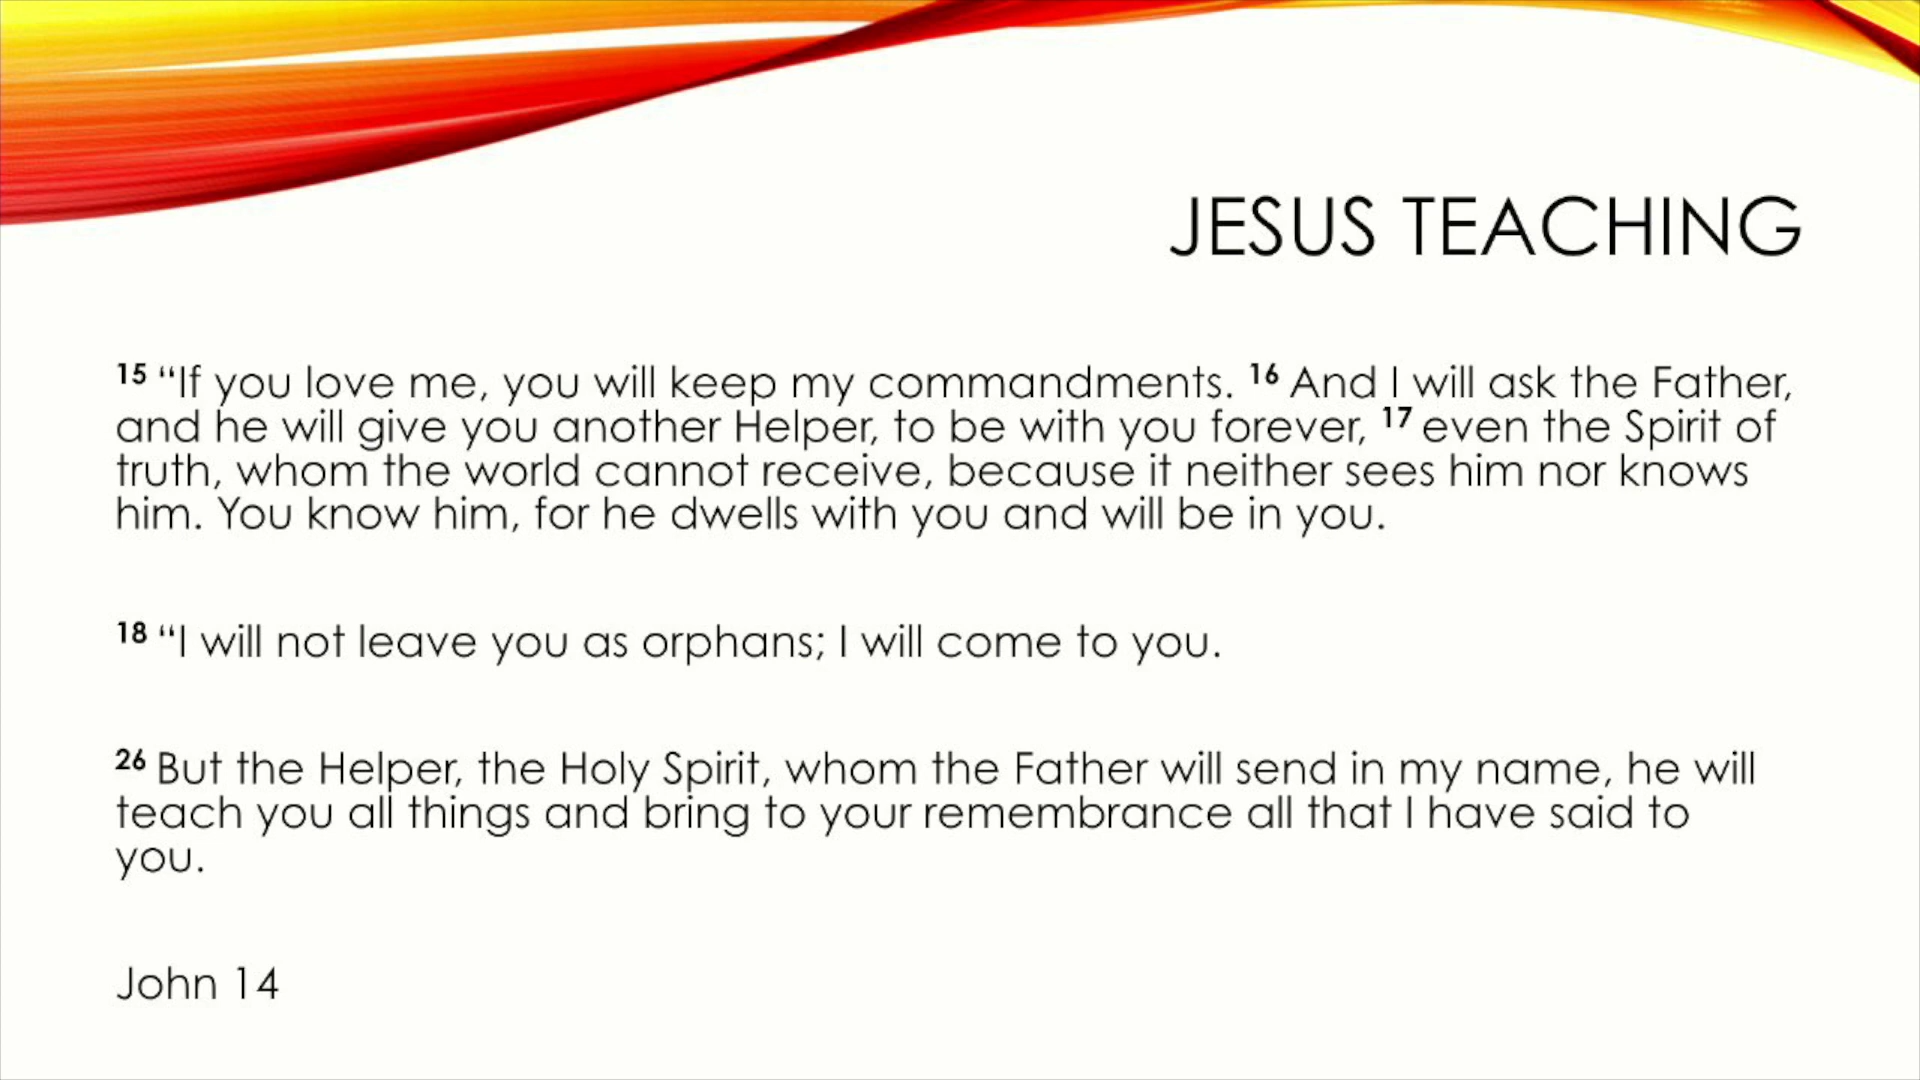 JESUS TEACHING
15 “If you love me, you will keep my commandments. 16 And I will ask the Father,
and he will give you another Helper, to be with you forever, 17 even the Spirit of
truth, whom the world cannot receive, because it neither sees him nor knows
him. You know him, for he dwells with you and will be in you.
18 “I will not leave you as orphans; I will come to you.
26 But the Helper, the Holy Spirit, whom the Father will send in my name, he will
teach you all things and bring to your remembrance all that I have said to
you.
John 14